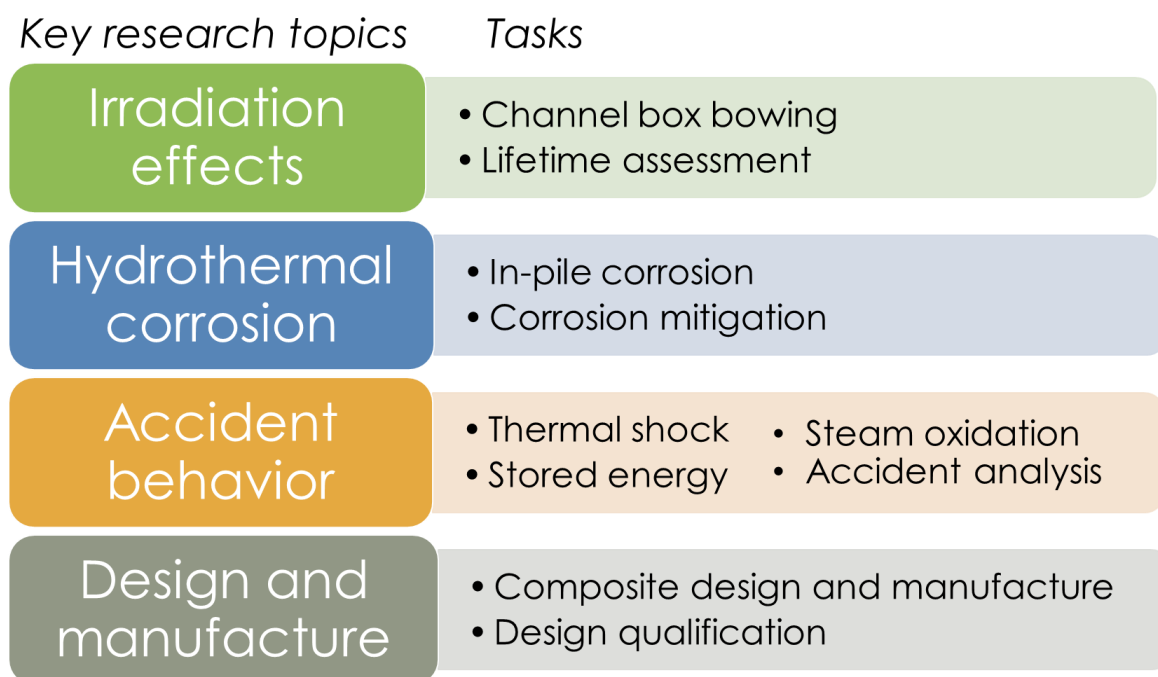 Key research topics Tasks
Irradiation
effects
• Channel box bowing
• Lifetime assessment
Hydrothermal
corrosion
• In-pile corrosion
• Corrosion mitigation
Accident
behavior
• Thermal shock
• Stored energy
• Steam oxidation
• Accident analysis
Design and
manufacture
• Composite design and manufacture
• Design qualification